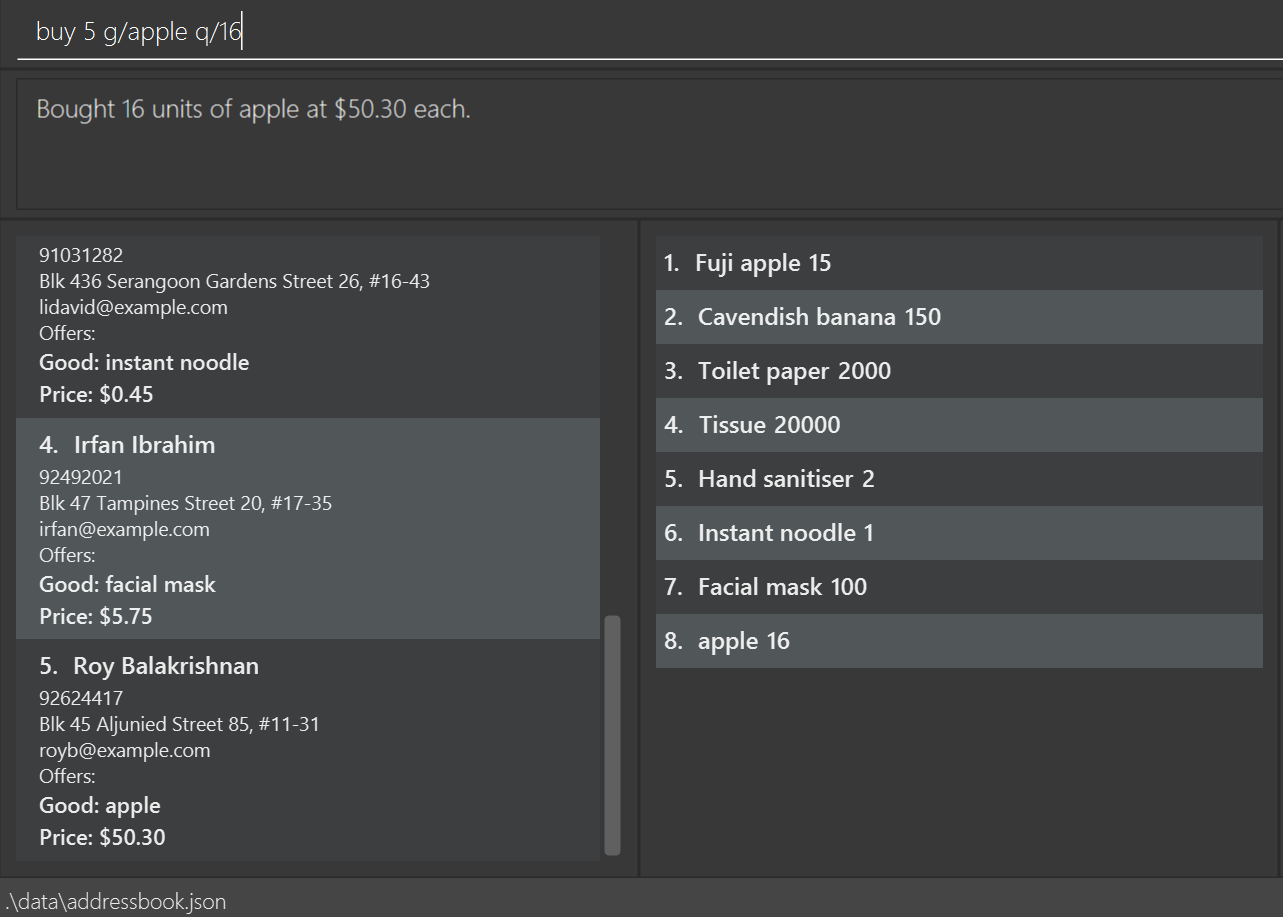 buy 5 g/apple q/16
Bought 16 units of apple at $50.30 each.
91031282
Blk 436 Serangoon Gardens Street 26, #16-43
lidavid@example.com
Offers:
Good: instant noodle
Price: $0.45
4. Irfan Ibrahim
92492021
Blk 47 Tampines Street 20, #17-35
irfan@example.com
Offers:
Good: facial mask
Price: $5.75
5. Roy Balakrishnan
92624417
Blk 45 Aljunied Street 85, #11-31
royb@example.com
Offers:
Good: apple
Price: $50.30
1. Fuji apple 15
2. Cavendish banana 150
3. Toilet paper 2000
4. Tissue 20000
5. Hand sanitiser 2
6. Instant noodle 1
7. Facial mask 100
8. apple 16
.\data\addressbook.json